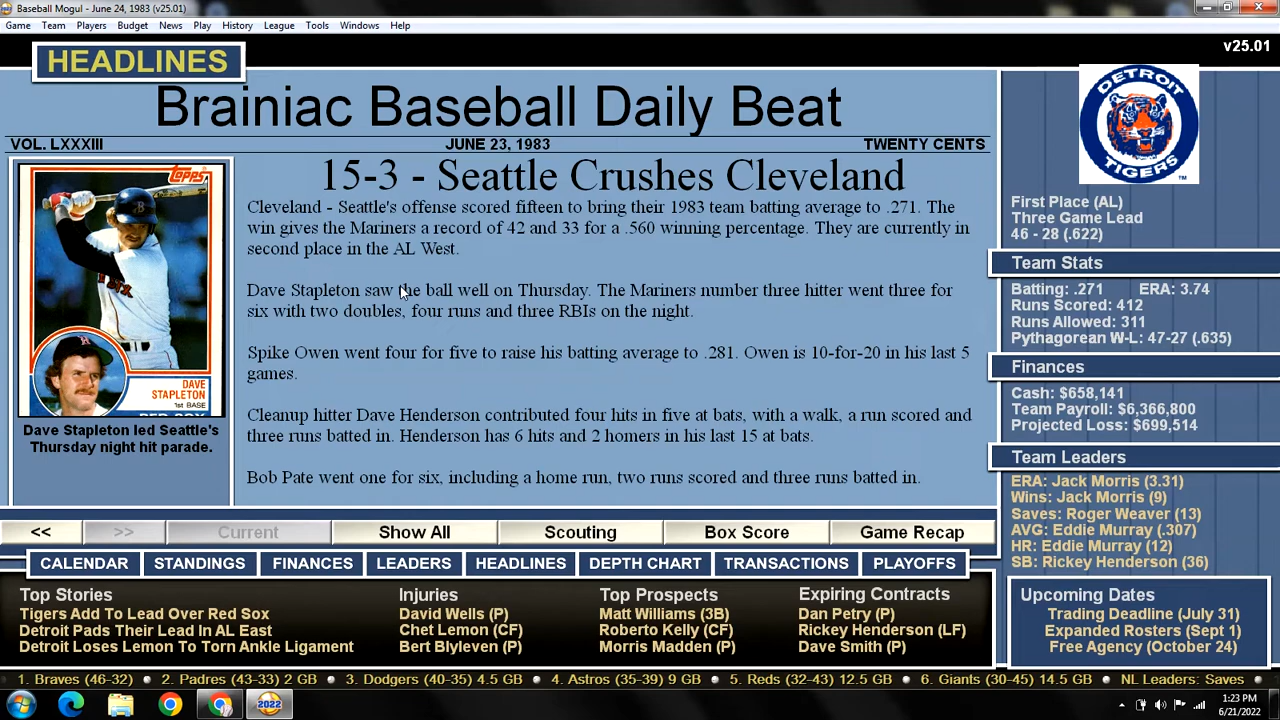 Baseball Mogul - June 24, 1983 (v25.01)
Game Team Players Budget News Play History League Tools Windows Help
HEADLINES
v25.01
Brainiac Baseball Daily Beat
VOL. LXXXIII JUNE 23, 1983 TWENTY CENTS
15-3 - Seattle Crushes Cleveland
Cleveland - Seattle's offense scored fifteen to bring their 1983 team batting average to .271. The
win gives the Mariners a record of 42 and 33 for a .560 winning percentage. They are currently in
second place in the AL West.
Dave Stapleton saw the ball well on Thursday. The Mariners number three hitter went three for
six with two doubles, four runs and three RBIs on the night.
Spike Owen went four for five to raise his batting average to .281. Owen is 10-for-20 in his last 5
games.
Cleanup hitter Dave Henderson contributed four hits in five at bats, with a walk, a run scored and
three runs batted in. Henderson has 6 hits and 2 homers in his last 15 at bats.
Bob Pate went one for six, including a home run, two runs scored and three runs batted in.
TOPPS
DAVE
STAPLETON
1st BASE
RED SOX
Dave Stapleton led Seattle's
Thursday night hit parade.
DETROIT
TIGERS
TM
First Place (AL)
Three Game Lead
46 - 28 (.622)
Team Stats
Batting: .271 ERA: 3.74
Runs Scored: 412
Runs Allowed: 311
Pythagorean W-L: 47-27 (.635)
Finances
Cash: $658,141
Team Payroll: $6,366,800
Projected Loss: $699,514
Team Leaders
ERA: Jack Morris (3.31)
Wins: Jack Morris (9)
Saves: Roger Weaver (13)
AVG: Eddie Murray (.307)
HR: Eddie Murray (12)
SB: Rickey Henderson (36)
Upcoming Dates
Trading Deadline (July 31)
Expanded Rosters (Sept 1)
Free Agency (October 24)
<< >> Current Show All Scouting Box Score Game Recap
CALENDAR STANDINGS FINANCES LEADERS HEADLINES DEPTH CHART TRANSACTIONS PLAYOFFS
Top Stories
Tigers Add To Lead Over Red Sox
Detroit Pads Their Lead In AL East
Detroit Loses Lemon To Torn Ankle Ligament
Injuries
David Wells (P)
Chet Lemon (CF)
Bert Blyleven (P)
Top Prospects
Matt Williams (3B)
Roberto Kelly (CF)
Morris Madden (P)
Expiring Contracts
Dan Petry (P)
Rickey Henderson (LF)
Dave Smith (P)
1. Braves (46-32) • 2. Padres (43-33) 2 GB • 3. Dodgers (40-35) 4.5 GB • 4. Astros (35-39) 9 GB • 5. Reds (32-43) 12.5 GB • 6. Giants (30-45) 14.5 GB • NL Leaders: Saves •
2022
1:23 PM
6/21/2022